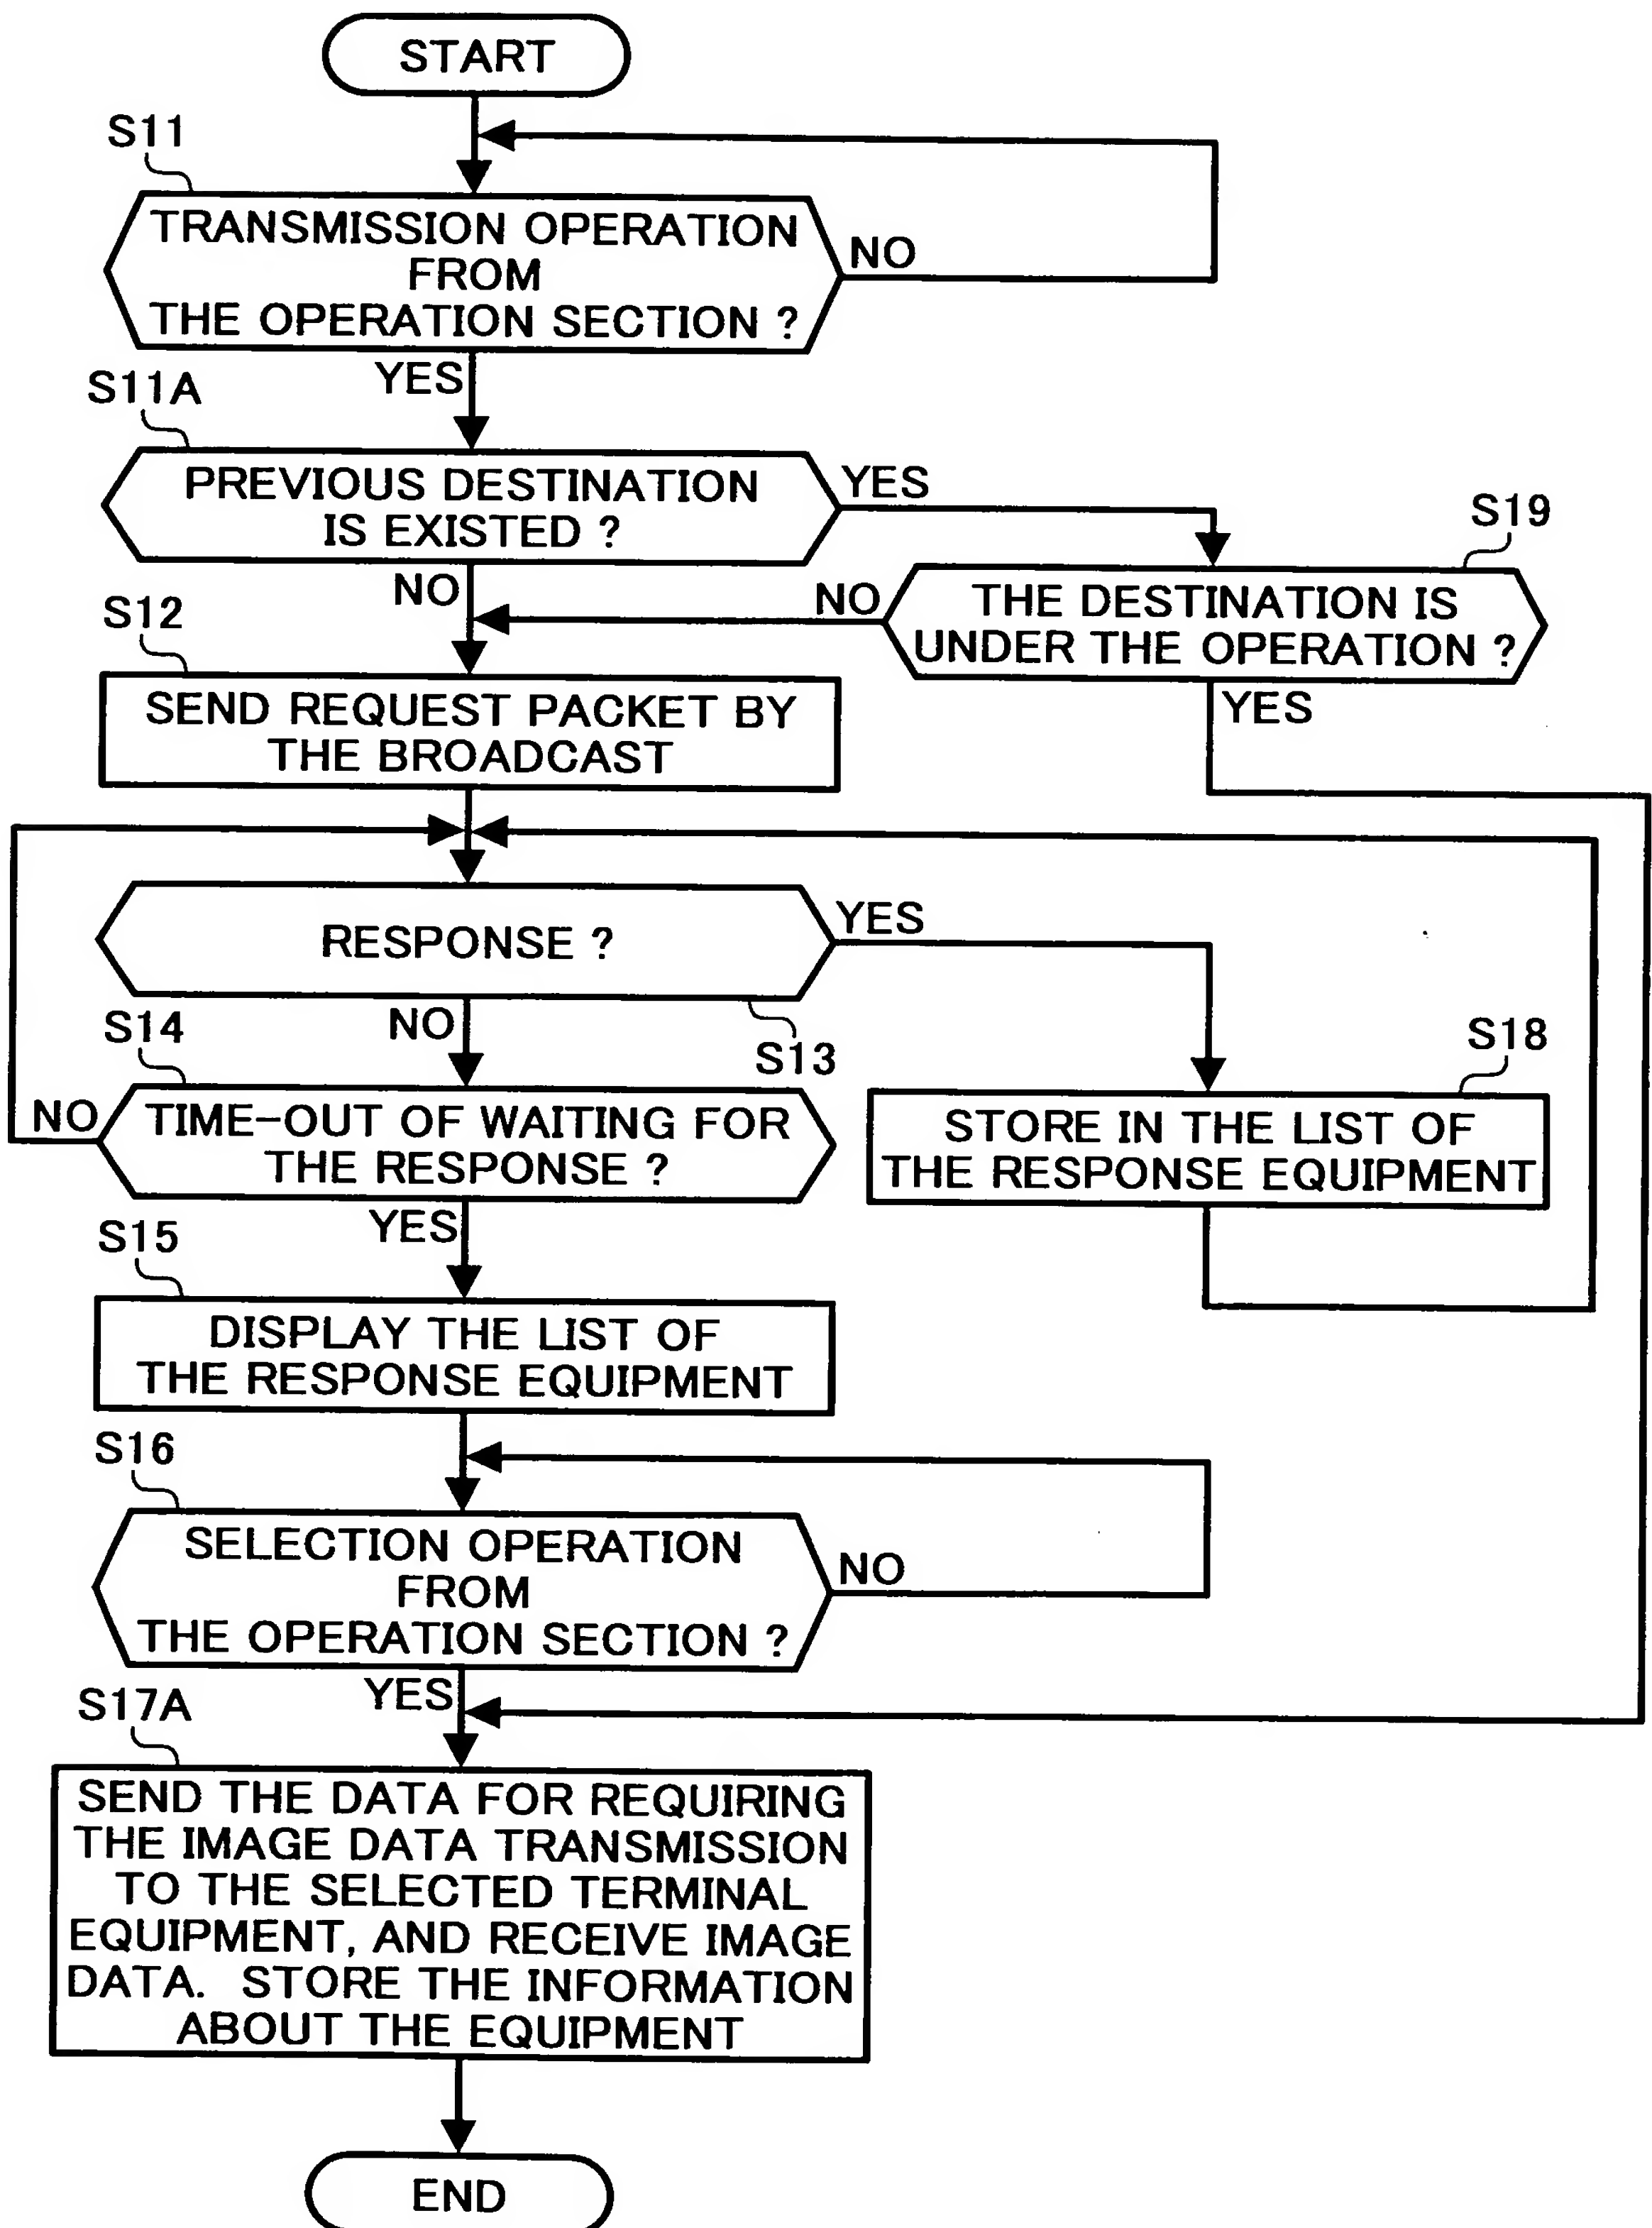 START
S11
TRANSMISSION OPERATION
FROM
THE OPERATION SECTION ?
NO
YES
S11A
PREVIOUS DESTINATION
IS EXISTED ?
YES
NO
S19
THE DESTINATION IS
UNDER THE OPERATION ?
NO
YES
S12
SEND REQUEST PACKET BY
THE BROADCAST
RESPONSE ?
YES
NO
S13
S14
TIME-OUT OF WAITING FOR
THE RESPONSE ?
NO
YES
S18
STORE IN THE LIST OF
THE RESPONSE EQUIPMENT
S15
DISPLAY THE LIST OF
THE RESPONSE EQUIPMENT
S16
SELECTION OPERATION
FROM
THE OPERATION SECTION ?
NO
YES
S17A
SEND THE DATA FOR REQUIRING
THE IMAGE DATA TRANSMISSION
TO THE SELECTED TERMINAL
EQUIPMENT, AND RECEIVE IMAGE
DATA. STORE THE INFORMATION
ABOUT THE EQUIPMENT
END